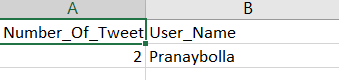 A B
Number_Of_Tweet User_Name
2 Pranaybolla